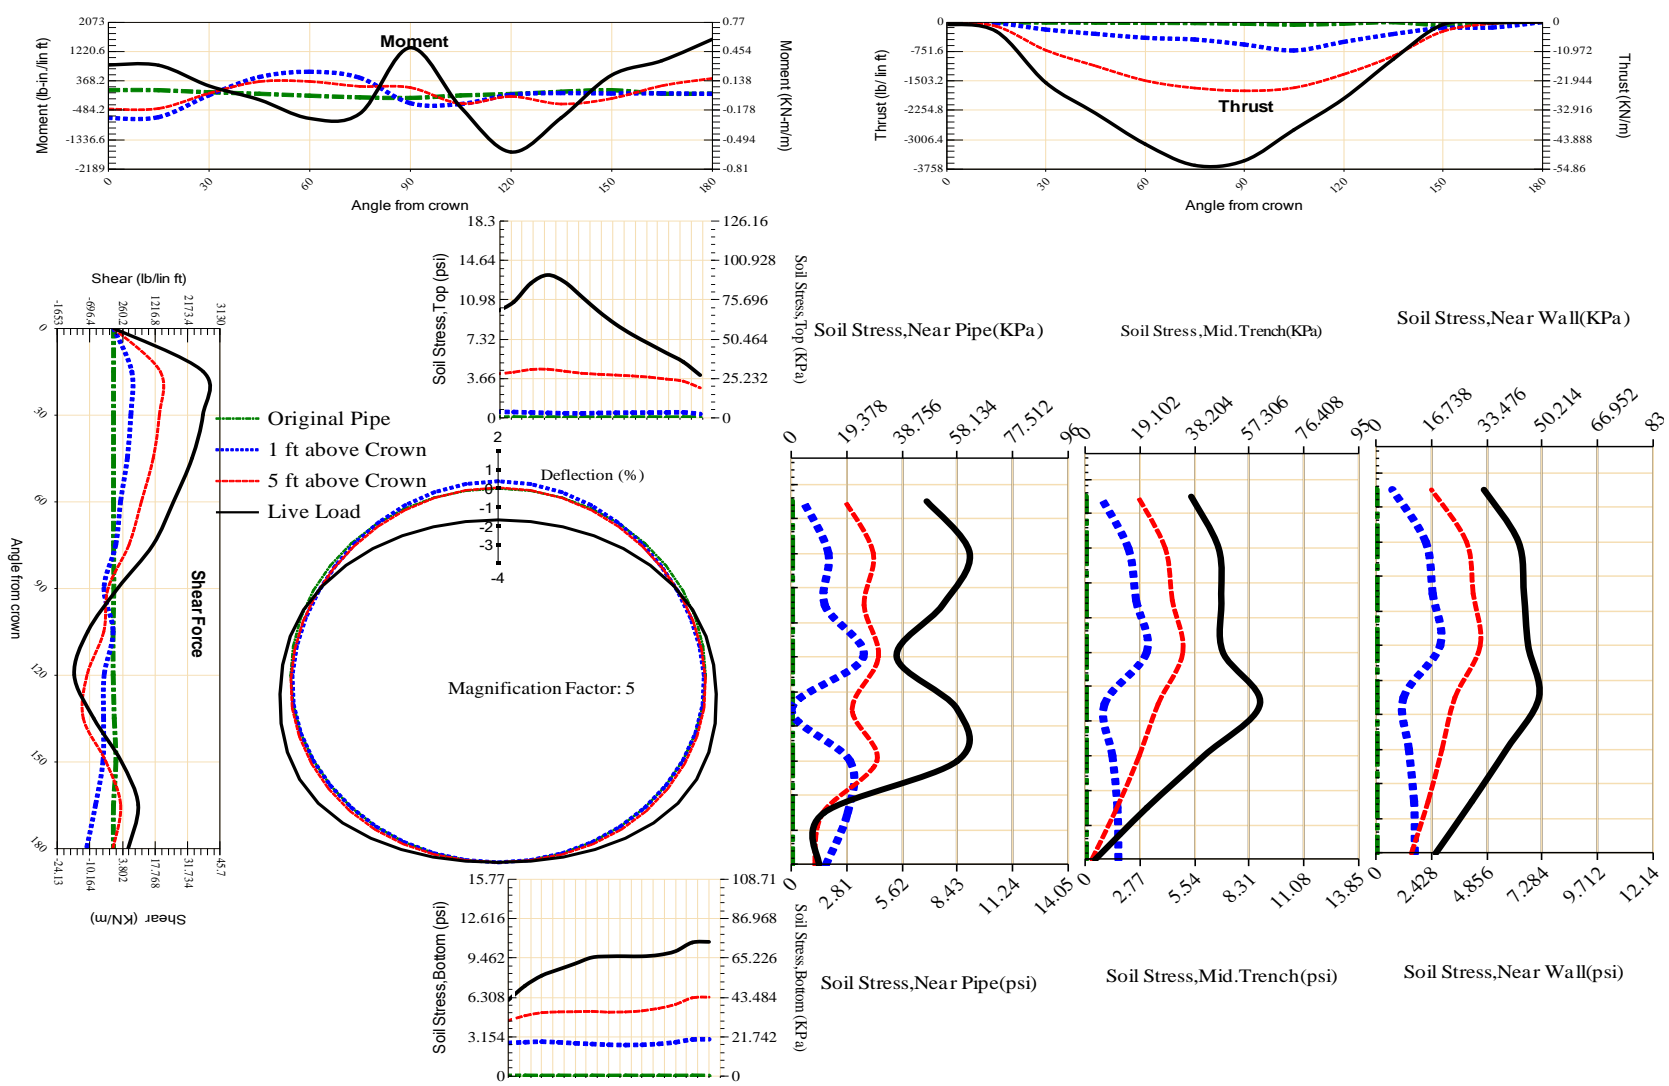 2073
1220.6
368.2
-484.2
-1336.6
-2189
Moment (lb-in./lin ft)
Moment
0.77
0.454
0.138
-0.178
-0.494
-0.81
Moment (KN-m/m)
0 30 60 90 120 150 180
Angle from crown
0
-751.6
-1503.2
-2254.8
-3006.4
-3758
Thrust (lb/ lin ft)
Thrust
0
-10.972
-21.944
-32.916
-43.888
-54.86
Thrust (KN/m)
0 30 60 90 120 150 180
Angle from crown
18.3
14.64
10.98
7.32
3.66
0
Soil Stress,Top (psi)
126.16
100.928
75.696
50.464
25.232
0
Soil Stress,Top (KPa)
Shear (lb/lin ft)
-1653 -696.4 260.2 1216.8 2173.4 3130
0
30
60
90
120
150
180
Angle from crown
Shear Force
-24.13 -10.164 3.802 17.768 31.734 45.7
Shear (KN/m)
Original Pipe
1 ft above Crown
5 ft above Crown
Live Load
2
1
0
-1
-2
-3
-4
Deflection (%)
Magnification Factor: 5
15.77
12.616
9.462
6.308
3.154
0
Soil Stress,Bottom (psi)
108.71
86.968
65.226
43.484
21.742
0
Soil Stress,Bottom (KPa)
Soil Stress,Near Pipe(KPa)
0 19.378 38.756 58.134 77.512 96
0 2.81 5.62 8.43 11.24 14.05
Soil Stress,Near Pipe(psi)
Soil Stress,Mid.Trench(KPa)
0 19.102 38.204 57.306 76.408 95
0 2.77 5.54 8.31 11.08 13.85
Soil Stress,Mid.Trench(psi)
Soil Stress,Near Wall(KPa)
0 16.738 33.476 50.214 66.952 83
0 2.428 4.856 7.284 9.712 12.14
Soil Stress,Near Wall(psi)